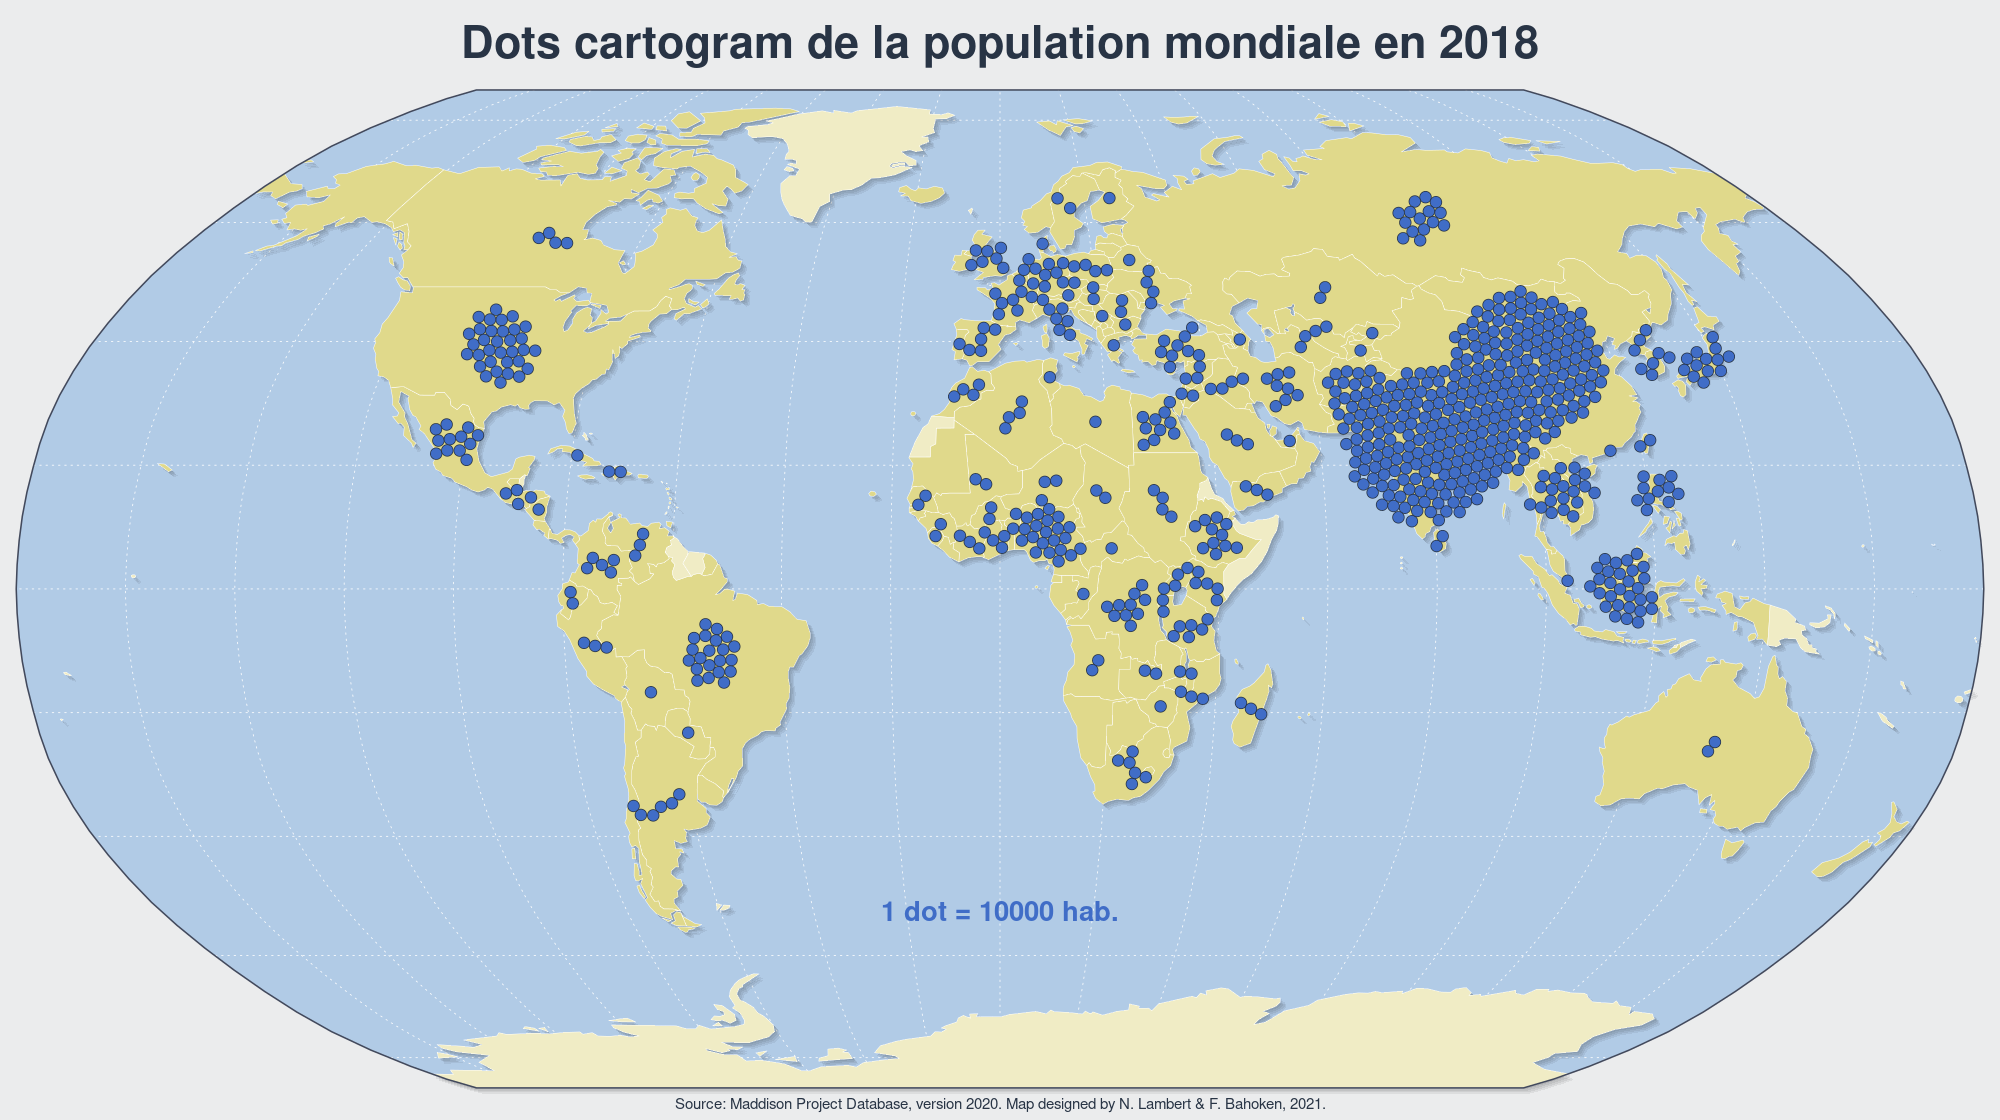 Dots cartogram de la population mondiale en 2018
1 dot = 10000 hab.
Source: Maddison Project Database, version 2020. Map designed by N. Lambert & F. Bahoken, 2021.